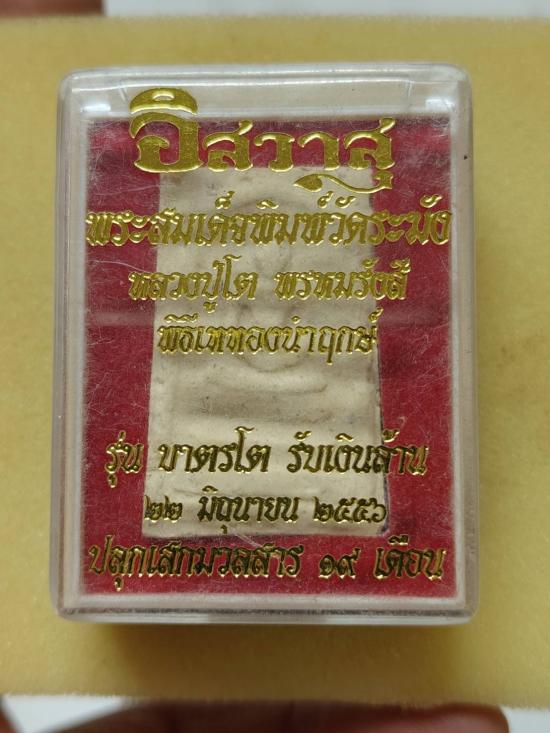 อิสวาสุ
พระสมเด็จพิมพ์วัดระฆัง
หลวงปู่โต พรหมรังสี
พิธีเททองนำฤกษ์
รุ่น บาตรโต รับเงินล้าน
๒๒ มิถุนายน ๒๕๕๖
ปลุกเสกมวลสาร ๑๙ เดือน